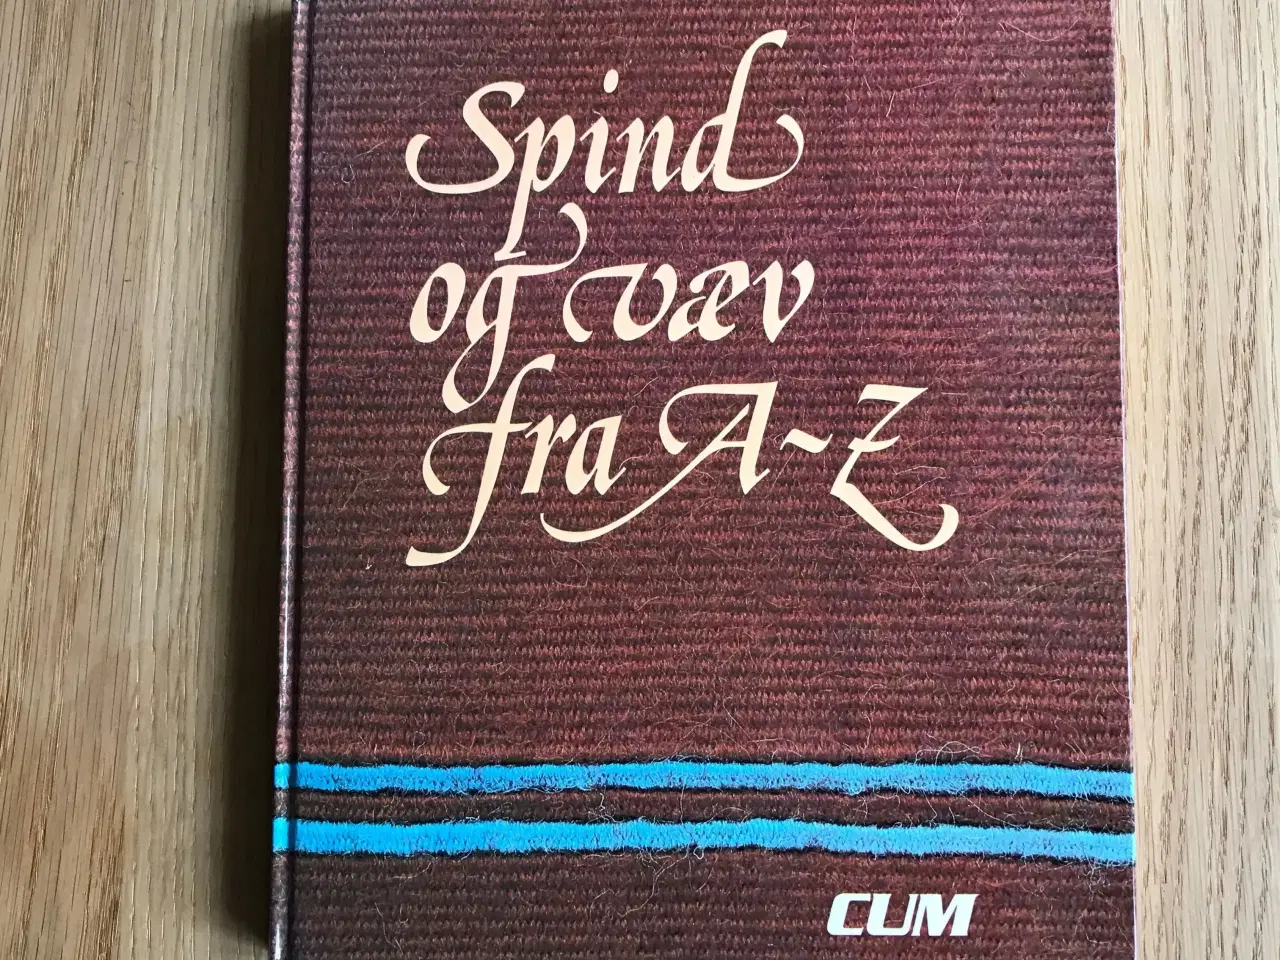 Spind
og væv
fra A-Z
CUM